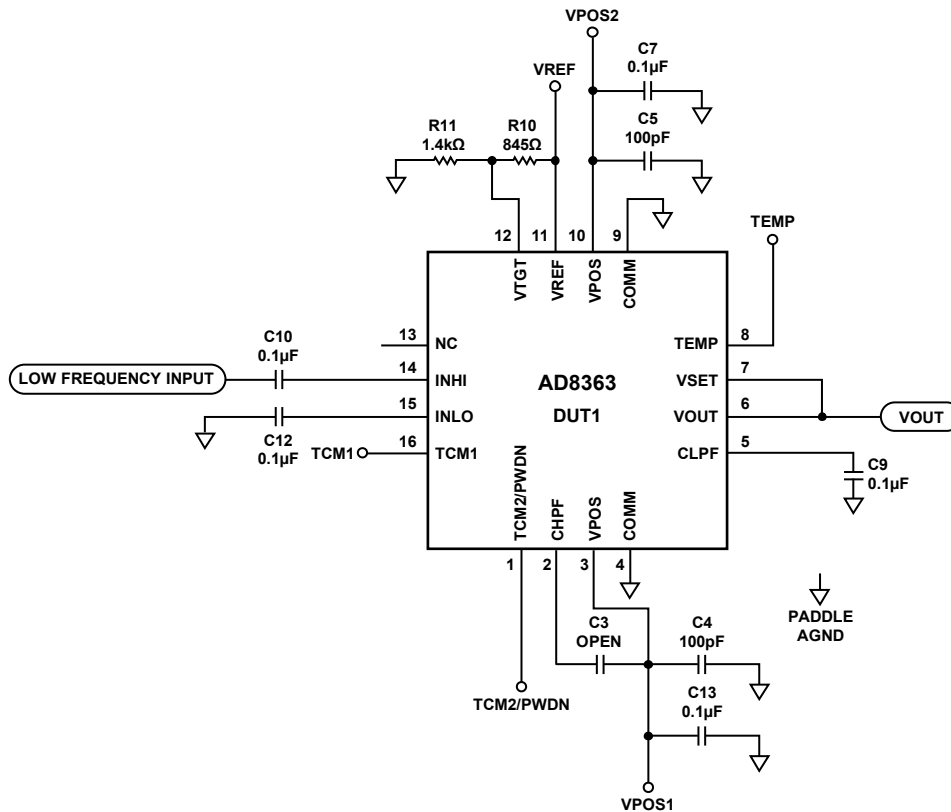 VPOS2
C7
0.1µF
VREF
C5
100pF
R11
1.4kΩ
R10
845Ω
TEMP
12
11
10
9
VTGT
VREF
VPOS
COMM
13
NC
TEMP
8
C10
0.1µF
LOW FREQUENCY INPUT
14
INHI
AD8363
DUT1
VSET
7
15
INLO
VOUT
6
VOUT
C12
0.1µF
TCM1
16
TCM1
CLPF
5
C9
0.1µF
TCM2/PWDN
CHPF
VPOS
COMM
1
2
3
4
PADDLE
AGND
C3
OPEN
C4
100pF
TCM2/PWDN
C13
0.1µF
VPOS1